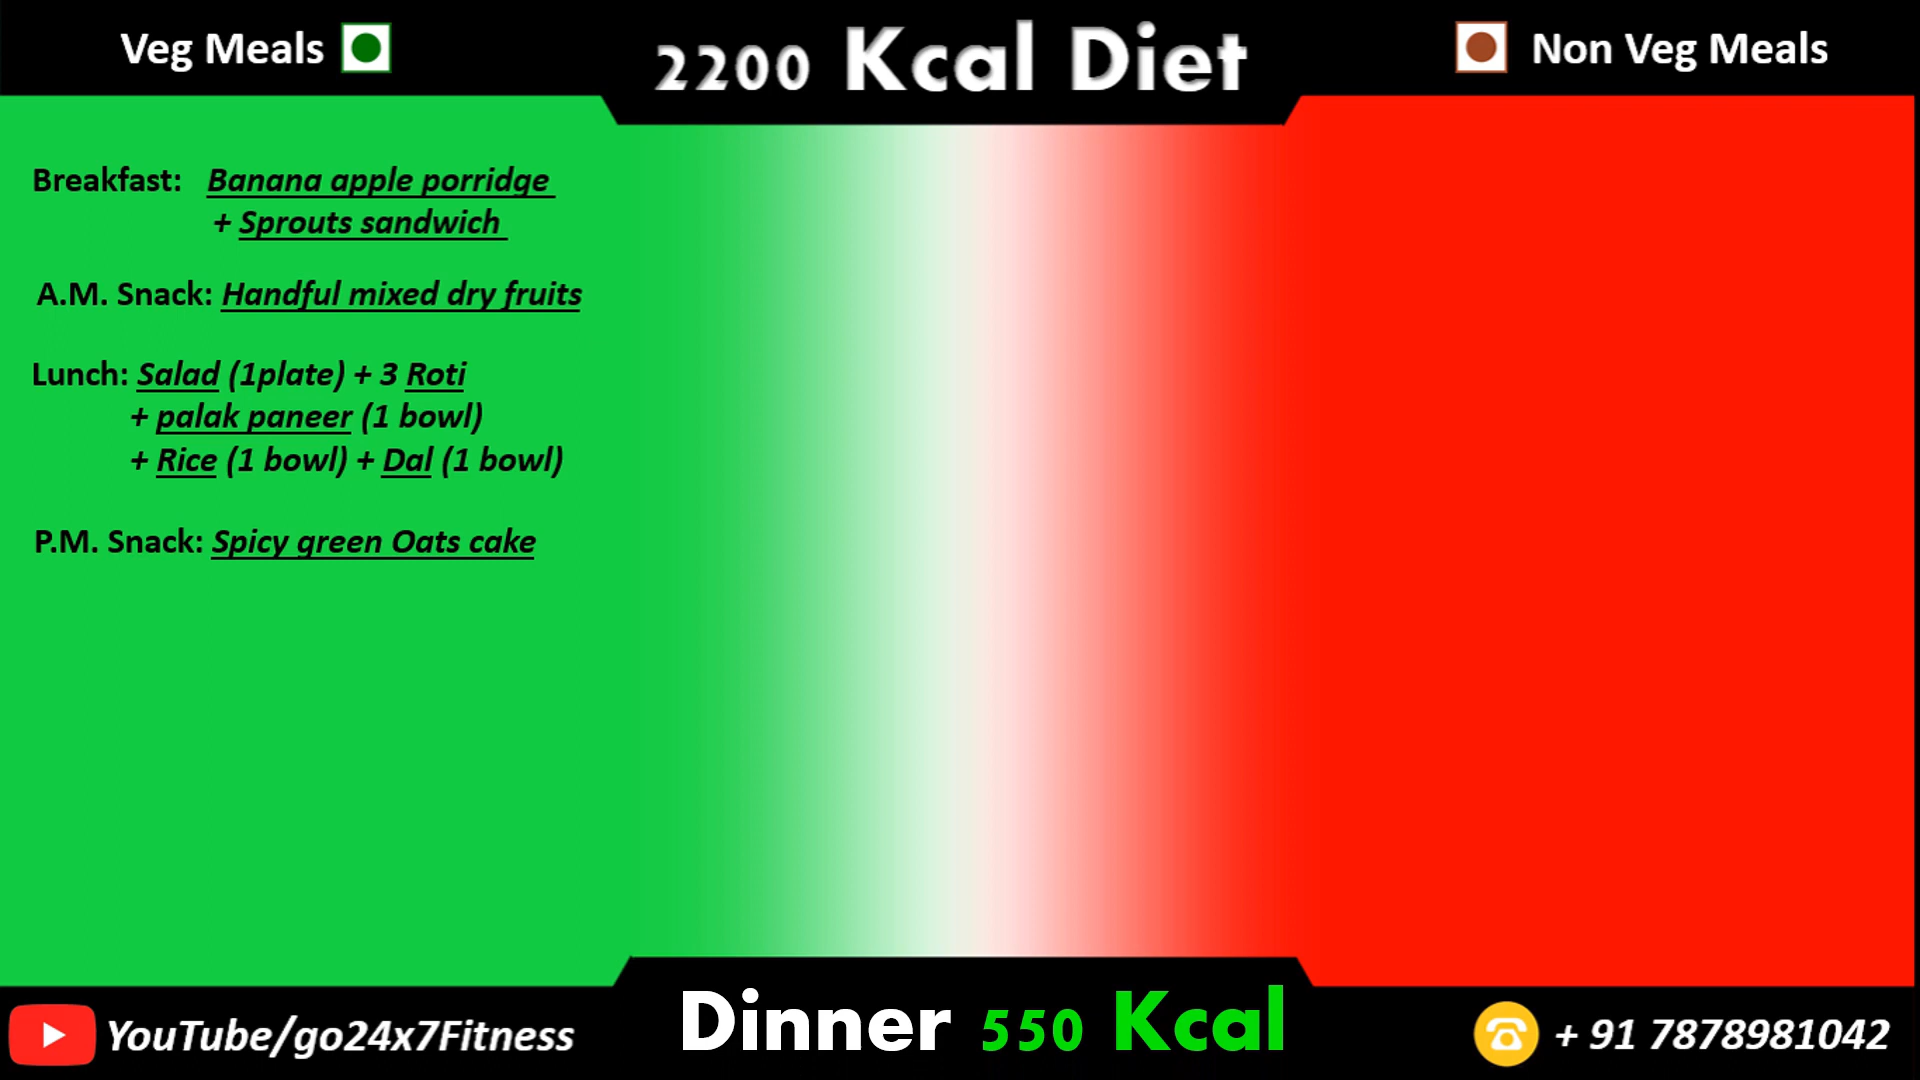 Veg Meals
2200 Kcal Diet
Non Veg Meals
Breakfast: Banana apple porridge
+ Sprouts sandwich
A.M. Snack: Handful mixed dry fruits
Lunch: Salad (1plate) + 3 Roti
+ palak paneer (1 bowl)
+ Rice (1 bowl) + Dal (1 bowl)
P.M. Snack: Spicy green Oats cake
YouTube/go24x7Fitness
Dinner 550 Kcal
+ 91 7878981042